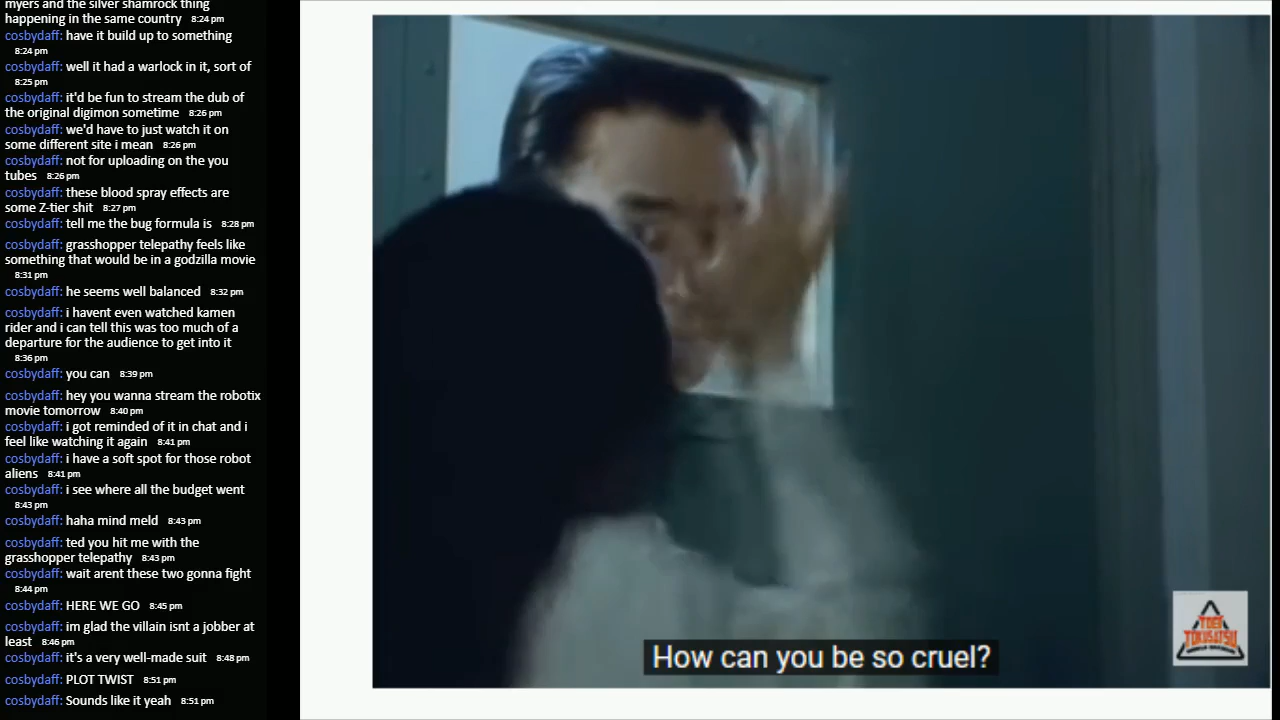 myers and the silver shamrock thing
happening in the same country 8:24 pm
cosbydaff: have it build up to something
8:24 pm
cosbydaff: well it had a warlock in it, sort of
8:25 pm
cosbydaff: it'd be fun to stream the dub of
the original digimon sometime 8:26 pm
cosbydaff: we'd have to just watch it on
some different site i mean 8:26 pm
cosbydaff: not for uploading on the you
tubes 8:26 pm
cosbydaff: these blood spray effects are
some Z-tier shit 8:27 pm
cosbydaff: tell me the bug formula is 8:28 pm
cosbydaff: grasshopper telepathy feels like
something that would be in a godzilla movie
8:31 pm
cosbydaff: he seems well balanced 8:32 pm
cosbydaff: i havent even watched kamen
rider and i can tell this was too much of a
departure for the audience to get into it
8:36 pm
cosbydaff: you can 8:39 pm
cosbydaff: hey you wanna stream the robotix
movie tomorrow 8:40 pm
cosbydaff: i got reminded of it in chat and i
feel like watching it again 8:41 pm
cosbydaff: i have a soft spot for those robot
aliens 8:41 pm
cosbydaff: i see where all the budget went
8:43 pm
cosbydaff: haha mind meld 8:43 pm
cosbydaff: ted you hit me with the
grasshopper telepathy 8:43 pm
cosbydaff: wait arent these two gonna fight
8:44 pm
cosbydaff: HERE WE GO 8:45 pm
cosbydaff: im glad the villain isnt a jobber at
least 8:46 pm
cosbydaff: it's a very well-made suit 8:48 pm
cosbydaff: PLOT TWIST 8:51 pm
cosbydaff: Sounds like it yeah 8:51 pm
How can you be so cruel?
TOEI
TOKUSATSU